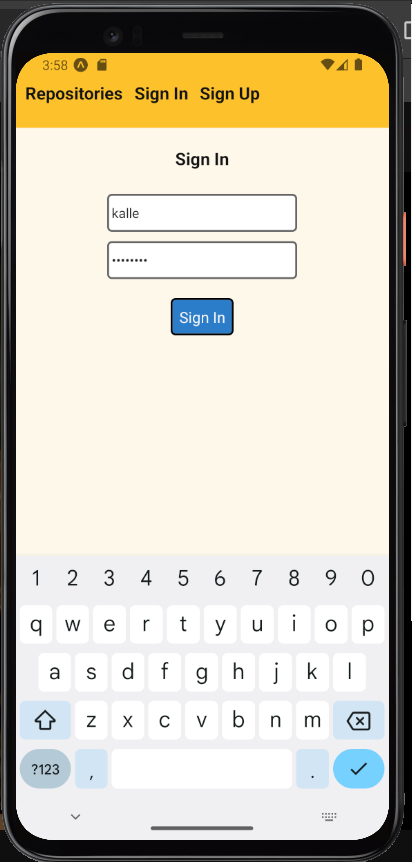 3:58
Repositories Sign In Sign Up
Sign In
kalle
••••••••
Sign In
1 2 3 4 5 6 7 8 9 0
q w e r t y u i o p
a s d f g h j k l
z x c v b n m
?123 , .